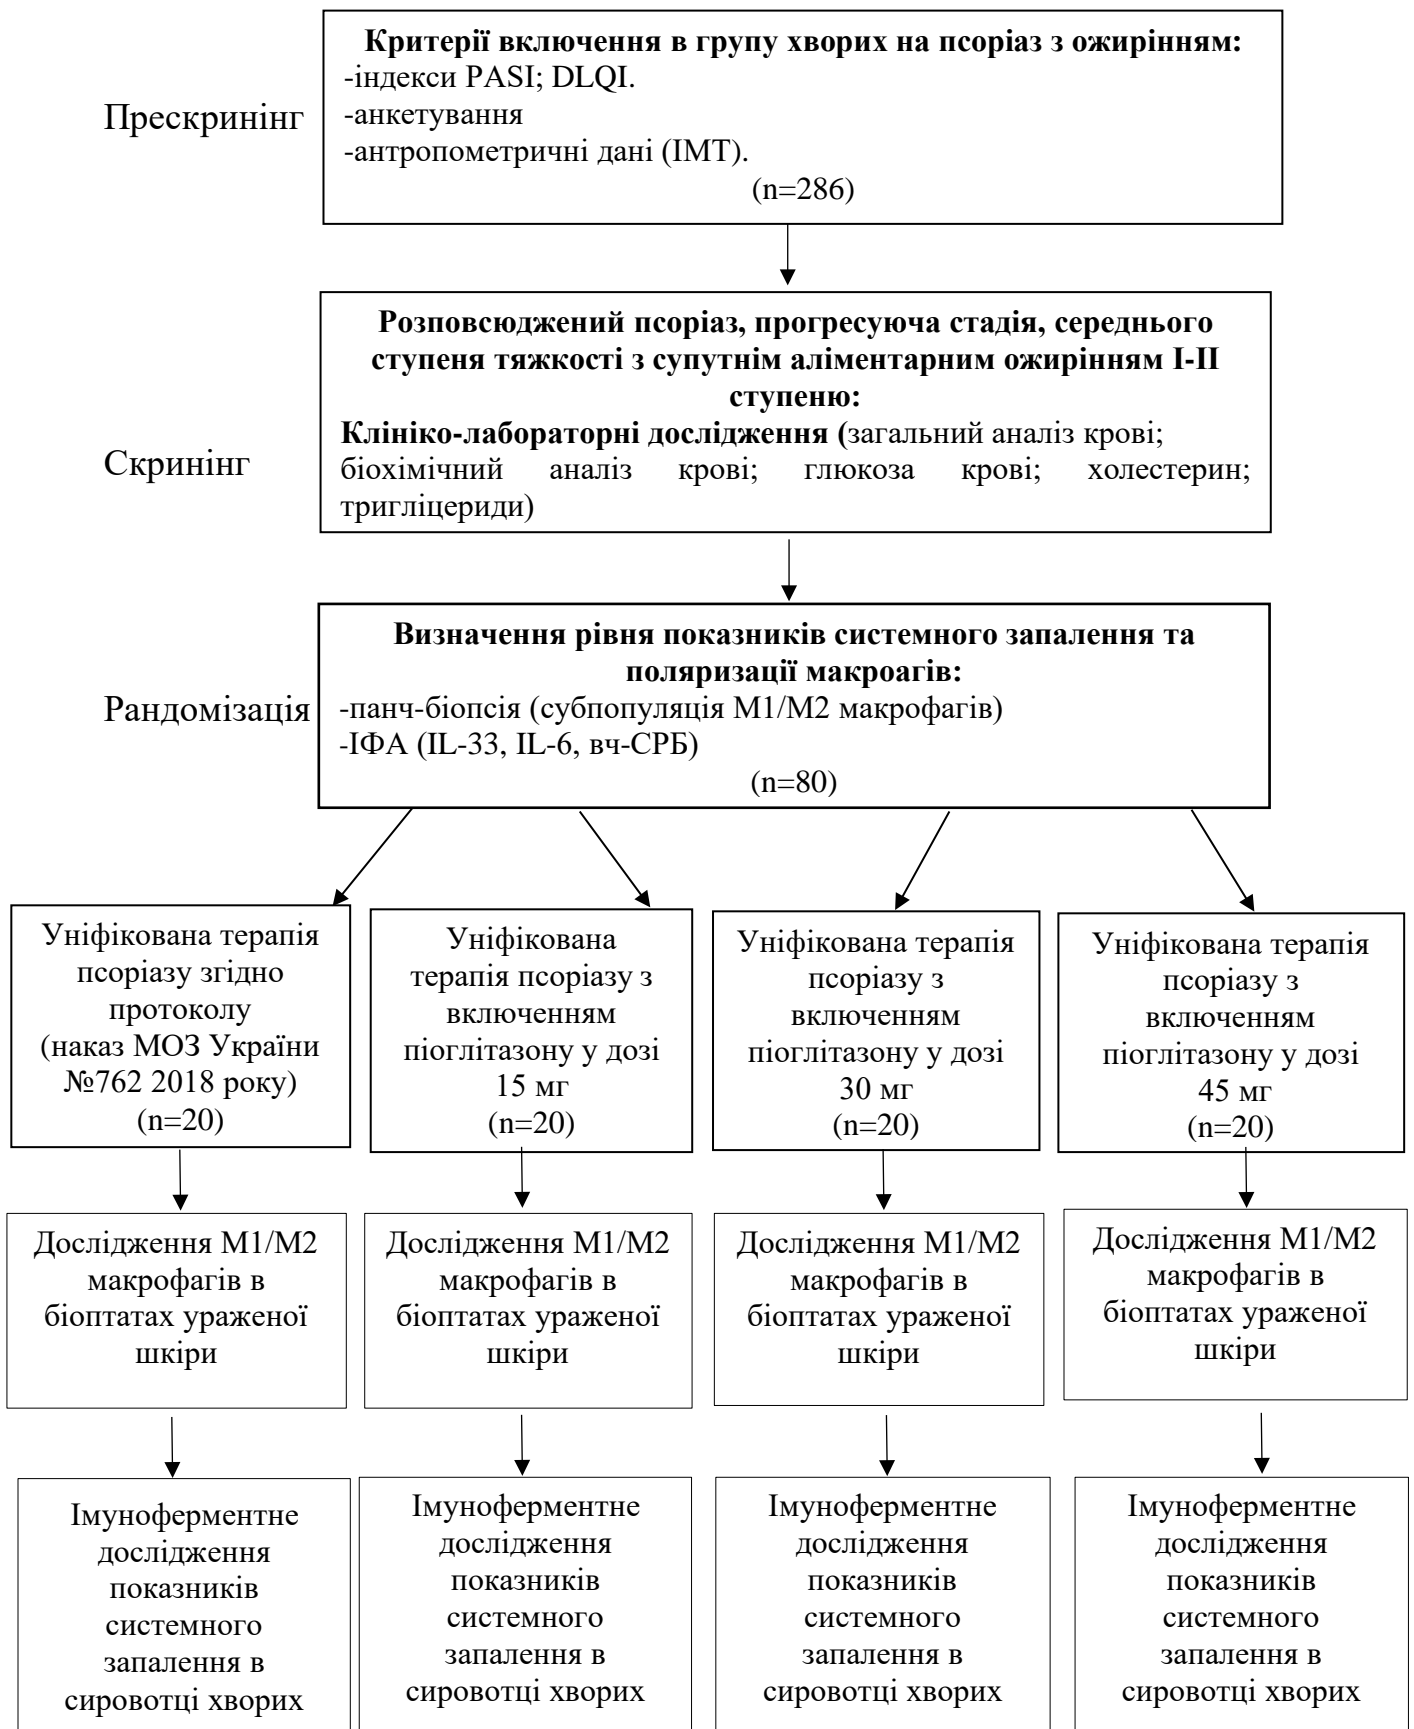 Критерії включення в групу хворих на псоріаз з ожирінням:
-індекси PASI; DLQI.
-анкетування
-антропометричні дані (ІМТ).
(n=286)
Прескринінг
Розповсюджений псоріаз, прогресуюча стадія, середнього
ступеня тяжкості з супутнім аліментарним ожирінням I-II
ступеню:
Клініко-лабораторні дослідження (загальний аналіз крові;
біохімічний аналіз крові; глюкоза крові; холестерин;
тригліцериди)
Скринінг
Визначення рівня показників системного запалення та
поляризації макроагів:
-панч-біопсія (субпопуляція М1/М2 макрофагів)
-ІФА (IL-33, IL-6, вч-СРБ)
(n=80)
Рандомізація
Уніфікована терапія
псоріазу згідно
протоколу
(наказ МОЗ України
№762 2018 року)
(n=20)
Уніфікована
терапія псоріазу з
включенням
піоглітазону у дозі
15 мг
(n=20)
Уніфікована терапія
псоріазу з
включенням
піоглітазону у дозі
30 мг
(n=20)
Уніфікована терапія
псоріазу з
включенням
піоглітазону у дозі
45 мг
(n=20)
Дослідження М1/М2
макрофагів в
біоптатах ураженої
шкіри
Дослідження М1/М2
макрофагів в
біоптатах ураженої
шкіри
Дослідження М1/М2
макрофагів в
біоптатах ураженої
шкіри
Дослідження М1/М2
макрофагів в
біоптатах ураженої
шкіри
Імуноферментне
дослідження
показників
системного
запалення в
сировотці хворих
Імуноферментне
дослідження
показників
системного
запалення в
сировотці хворих
Імуноферментне
дослідження
показників
системного
запалення в
сировотці хворих
Імуноферментне
дослідження
показників
системного
запалення в
сировотці хворих